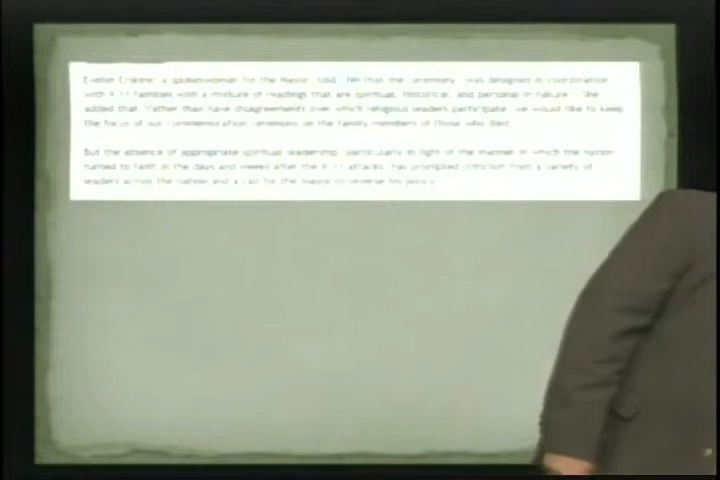 Evelyn Erskine, a spokeswoman for the mayor, told that the ceremony "was designed in coordination
with 9/11 families with a mixture of readings that are spiritual, historical, and personal in nature." She
added that, "rather than have disagreements over which religious leaders participate, we would like to keep
the focus of our commemoration ceremony on the family members of those who died."
But the absence of appropriate spiritual leadership, particularly in light of the manner in which the nation
turned to faith in the days and weeks after the 9-11 attacks, has prompted criticism from a variety of
leaders across the nation and a call for the mayor to reverse his policy.